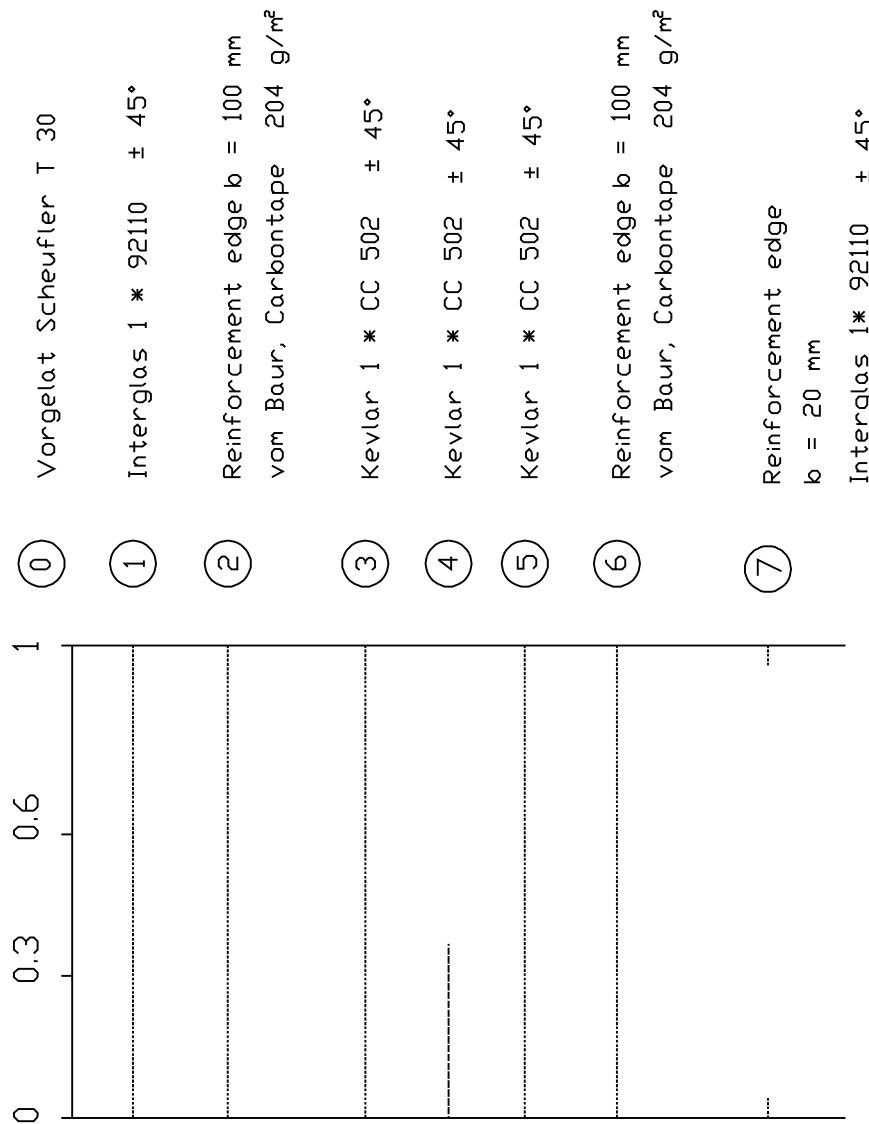 0 0.3 0.6 1
0 Vorgelat Scheufler T 30
1 Interglas 1 * 92110 ± 45°
2 Reinforcement edge b = 100 mm
vom Baur, Carbontape 204 g/m²
3 Kevlar 1 * CC 502 ± 45°
4 Kevlar 1 * CC 502 ± 45°
5 Kevlar 1 * CC 502 ± 45°
6 Reinforcement edge b = 100 mm
vom Baur, Carbontape 204 g/m²
7 Reinforcement edge
b = 20 mm
Interglas 1* 92110 ± 45°